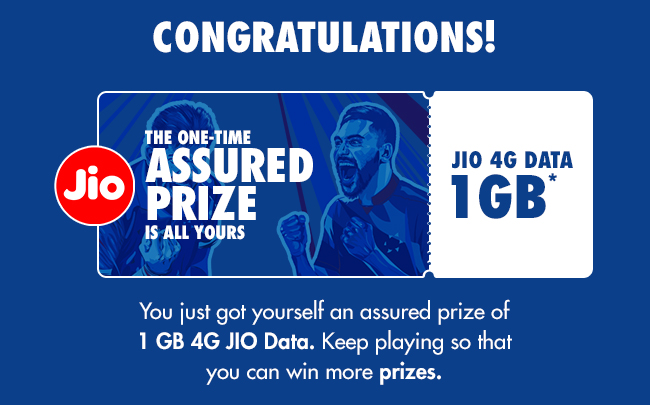 CONGRATULATIONS!
THE ONE-TIME
ASSURED
PRIZE
IS ALL YOURS
Jio
JIO 4G DATA
1GB*
You just got yourself an assured prize of
1 GB 4G JIO Data. Keep playing so that
you can win more prizes.